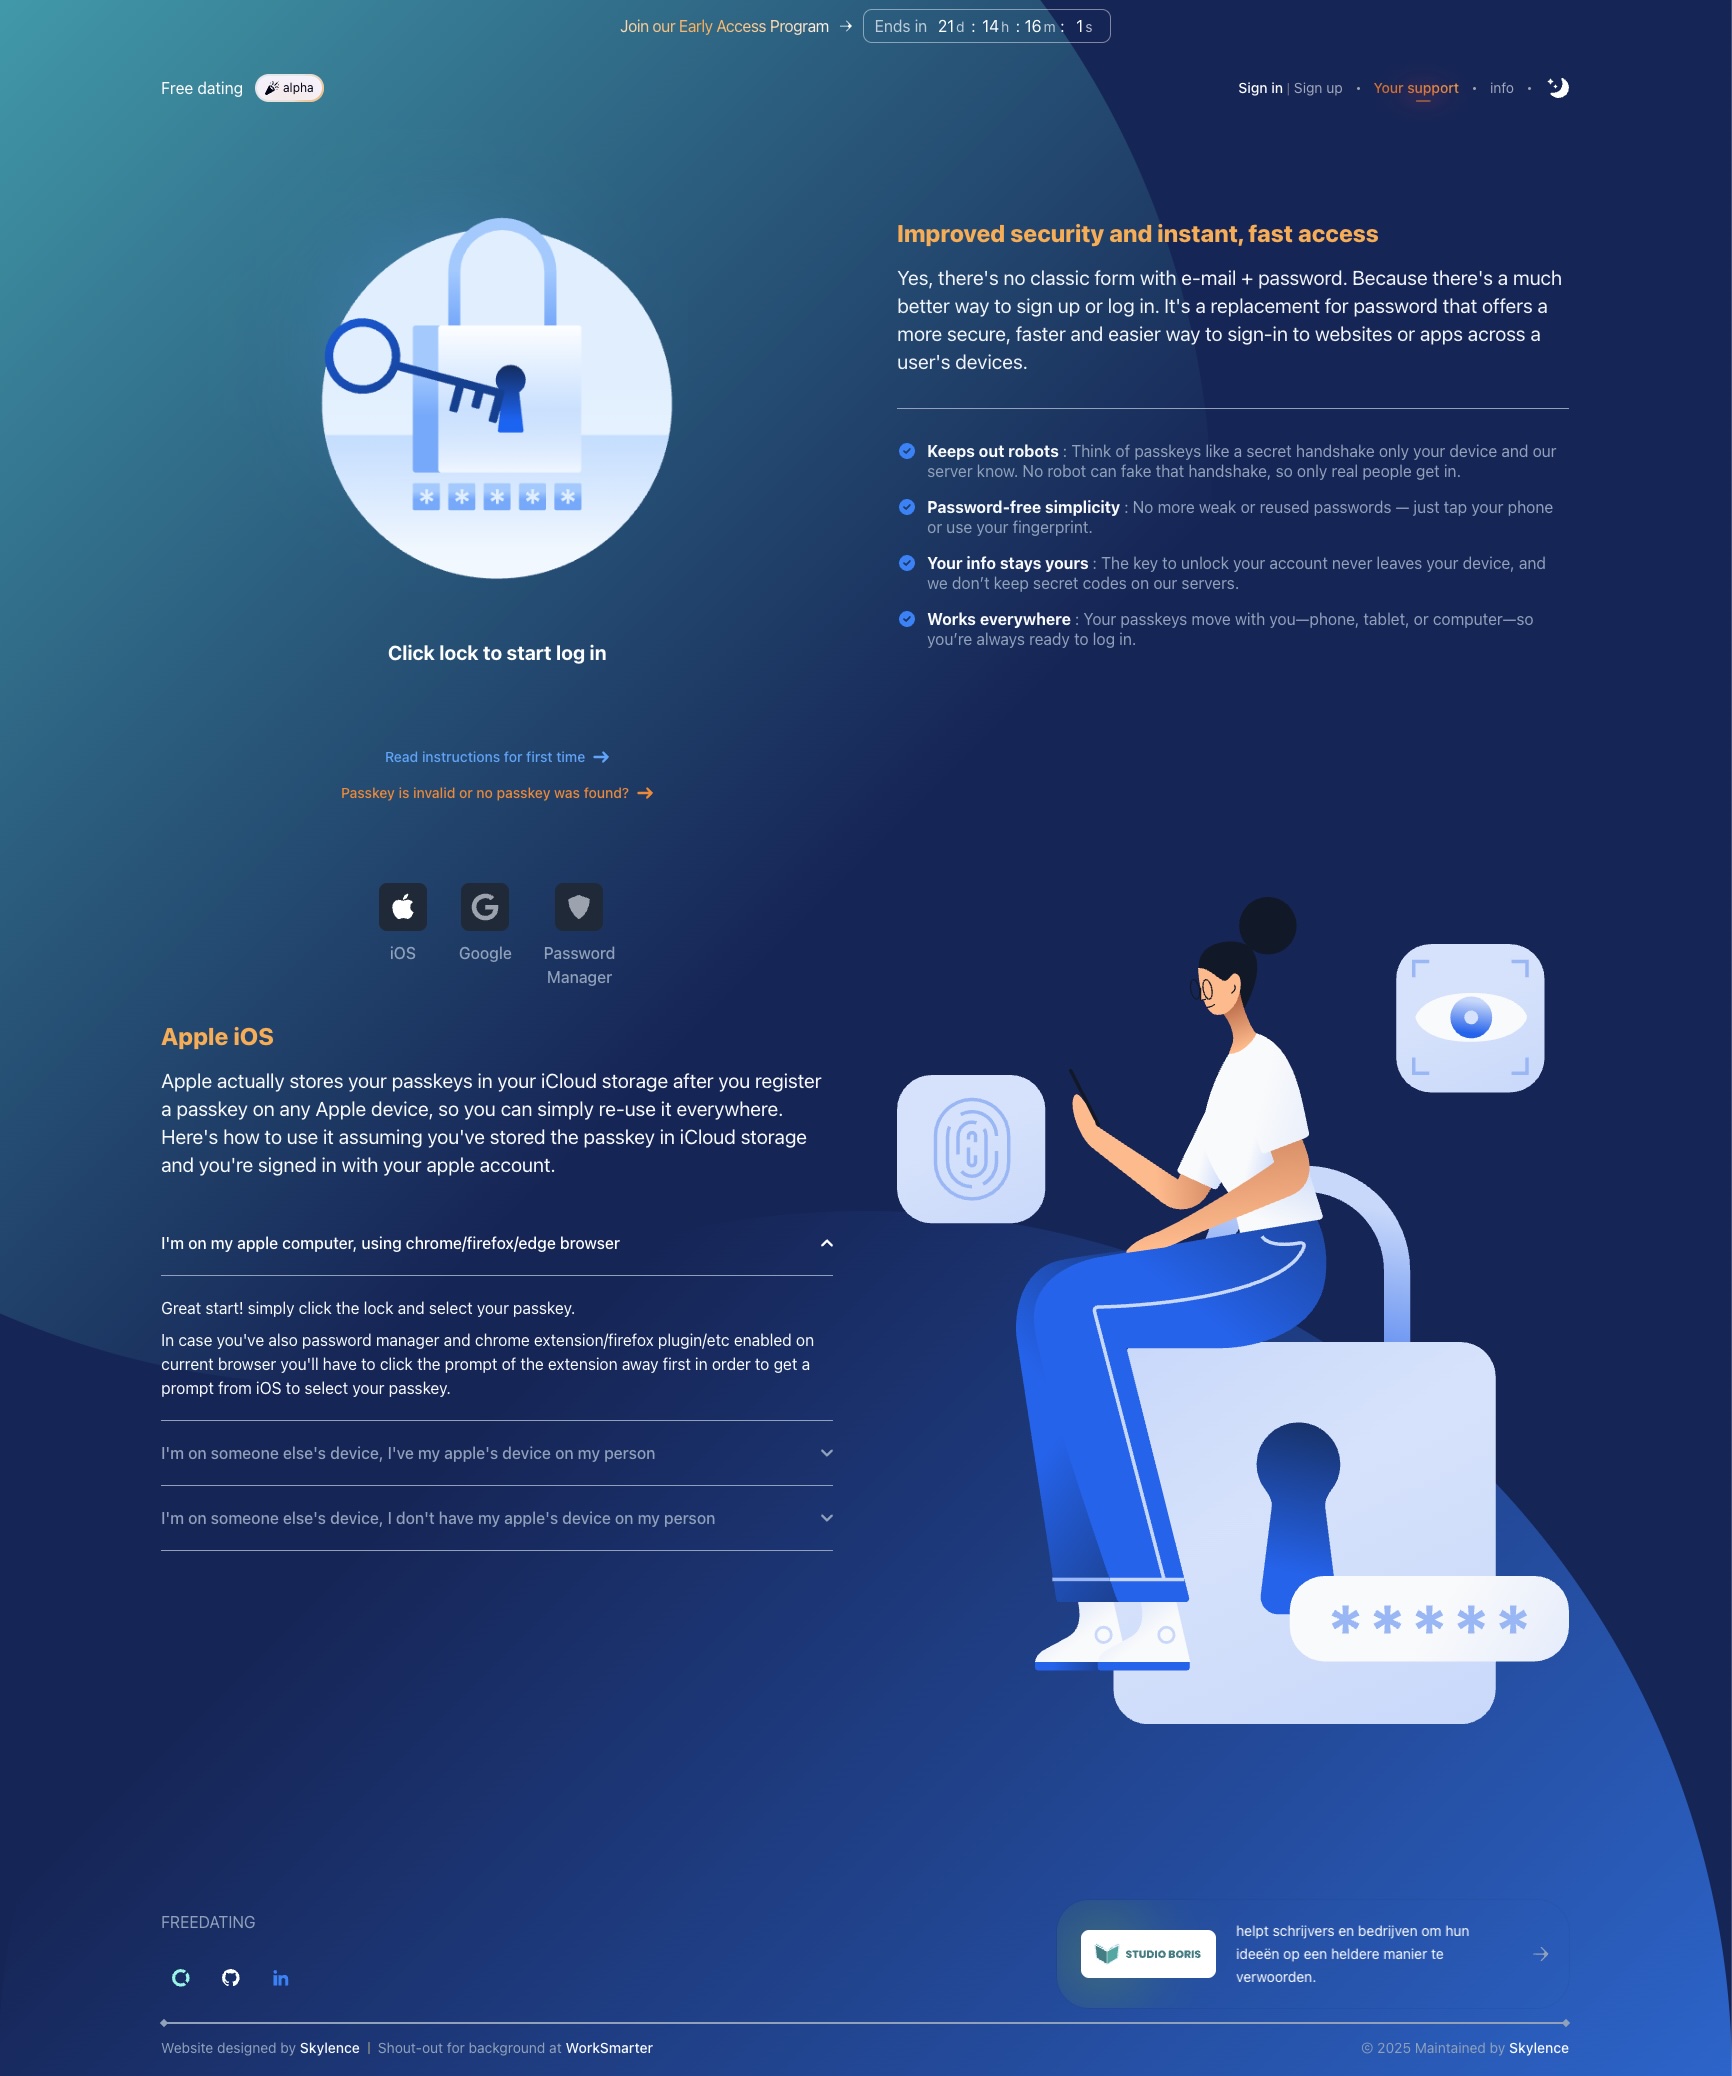 Join our Early Access Program → Ends in 21d : 14h : 16m : 1s
Free dating alpha
Sign in | Sign up • Your support • info •
Improved security and instant, fast access
Yes, there's no classic form with e-mail + password. Because there's a much
better way to sign up or log in. It's a replacement for password that offers a
more secure, faster and easier way to sign-in to websites or apps across a
user's devices.
Keeps out robots : Think of passkeys like a secret handshake only your device and our
server know. No robot can fake that handshake, so only real people get in.
Password-free simplicity : No more weak or reused passwords — just tap your phone
or use your fingerprint.
Your info stays yours : The key to unlock your account never leaves your device, and
we don’t keep secret codes on our servers.
Works everywhere : Your passkeys move with you—phone, tablet, or computer—so
you’re always ready to log in.
* * * * *
Click lock to start log in
Read instructions for first time →
Passkey is invalid or no passkey was found? →
iOS
Google
Password
Manager
Apple iOS
Apple actually stores your passkeys in your iCloud storage after you register
a passkey on any Apple device, so you can simply re-use it everywhere.
Here's how to use it assuming you've stored the passkey in iCloud storage
and you're signed in with your apple account.
I'm on my apple computer, using chrome/firefox/edge browser
Great start! simply click the lock and select your passkey.
In case you've also password manager and chrome extension/firefox plugin/etc enabled on
current browser you'll have to click the prompt of the extension away first in order to get a
prompt from iOS to select your passkey.
I'm on someone else's device, I've my apple's device on my person
I'm on someone else's device, I don't have my apple's device on my person
* * * * *
FREEDATING
in
STUDIO BORIS
helpt schrijvers en bedrijven om hun
ideeën op een heldere manier te
verwoorden.
Website designed by Skylence | Shout-out for background at WorkSmarter
© 2025 Maintained by Skylence